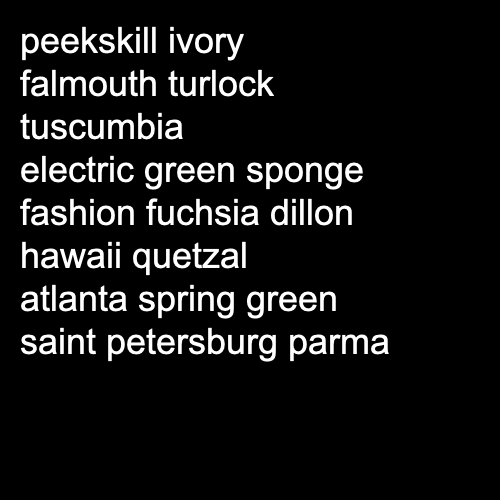 peekskill ivory
falmouth turlock
tuscumbia
electric green sponge
fashion fuchsia dillon
hawaii quetzal
atlanta spring green
saint petersburg parma